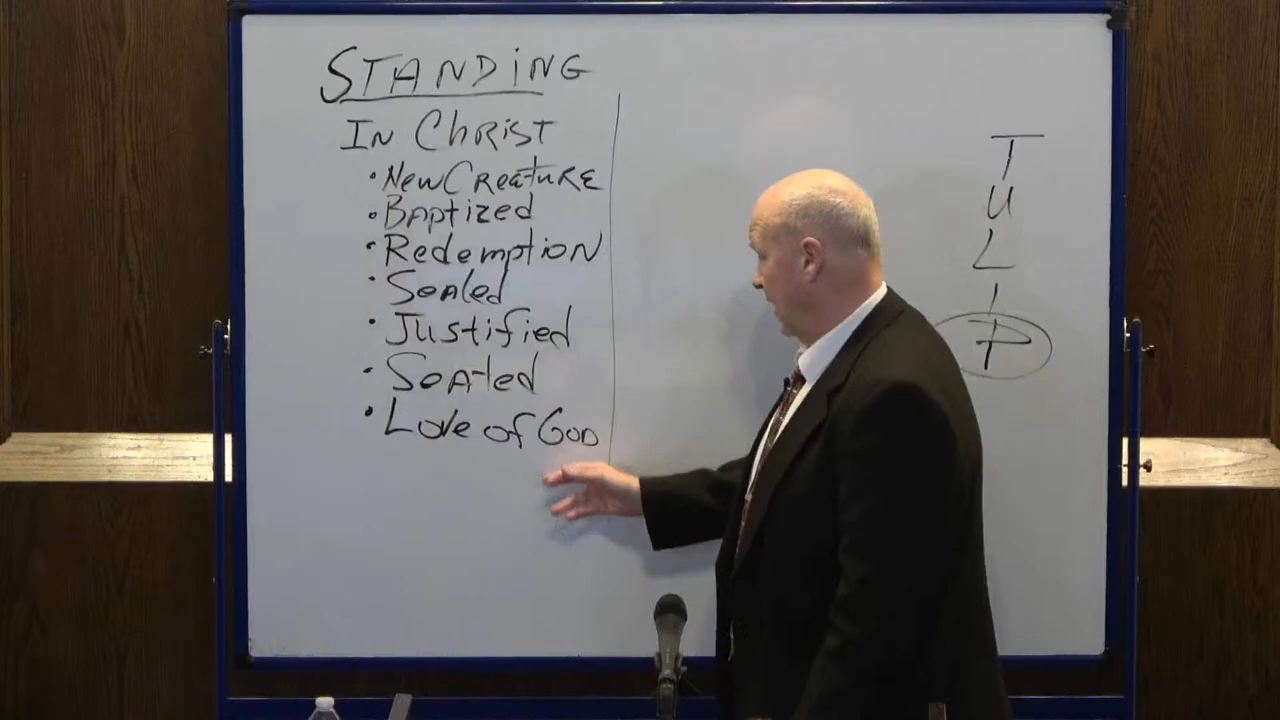 STANDING
IN CHRIST
• New CREATURE
• Baptized
• Redemption
• Sealed
• Justified
• Seated
• Love of God
T
U
L
I
P